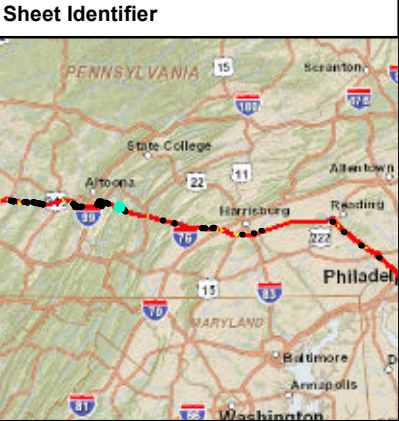 Sheet Identifier
PENNSYLVANIA
15
Scranton
180
State College
11
Allentown
Altoona
22
Harrisburg
Reading
99
76
222
Philadel
15
83
70
MARYLAND
Baltimore
Annapolis
81
66
Washington